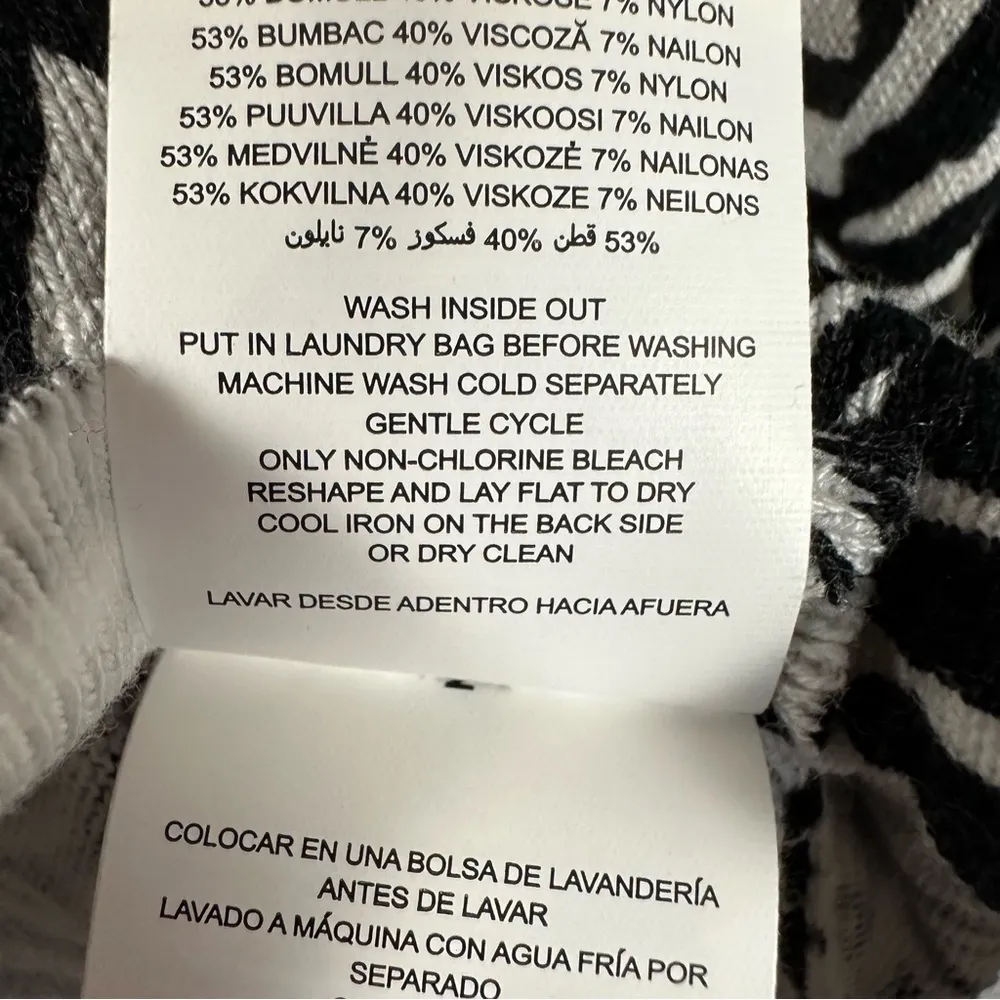 7% NYLON
53% BUMBAC 40% VISCOZĂ 7% NAILON
53% BOMULL 40% VISKOS 7% NYLON
53% PUUVILLA 40% VISKOOSI 7% NAILON
53% MEDVILNĖ 40% VISKOZĖ 7% NAILONAS
53% KOKVILNA 40% VISKOZE 7% NEILONS
53% قطن 40% فسكوز 7% نايلون
WASH INSIDE OUT
PUT IN LAUNDRY BAG BEFORE WASHING
MACHINE WASH COLD SEPARATELY
GENTLE CYCLE
ONLY NON-CHLORINE BLEACH
RESHAPE AND LAY FLAT TO DRY
COOL IRON ON THE BACK SIDE
OR DRY CLEAN
LAVAR DESDE ADENTRO HACIA AFUERA
COLOCAR EN UNA BOLSA DE LAVANDERÍA
ANTES DE LAVAR
LAVADO A MÁQUINA CON AGUA FRÍA POR
SEPARADO